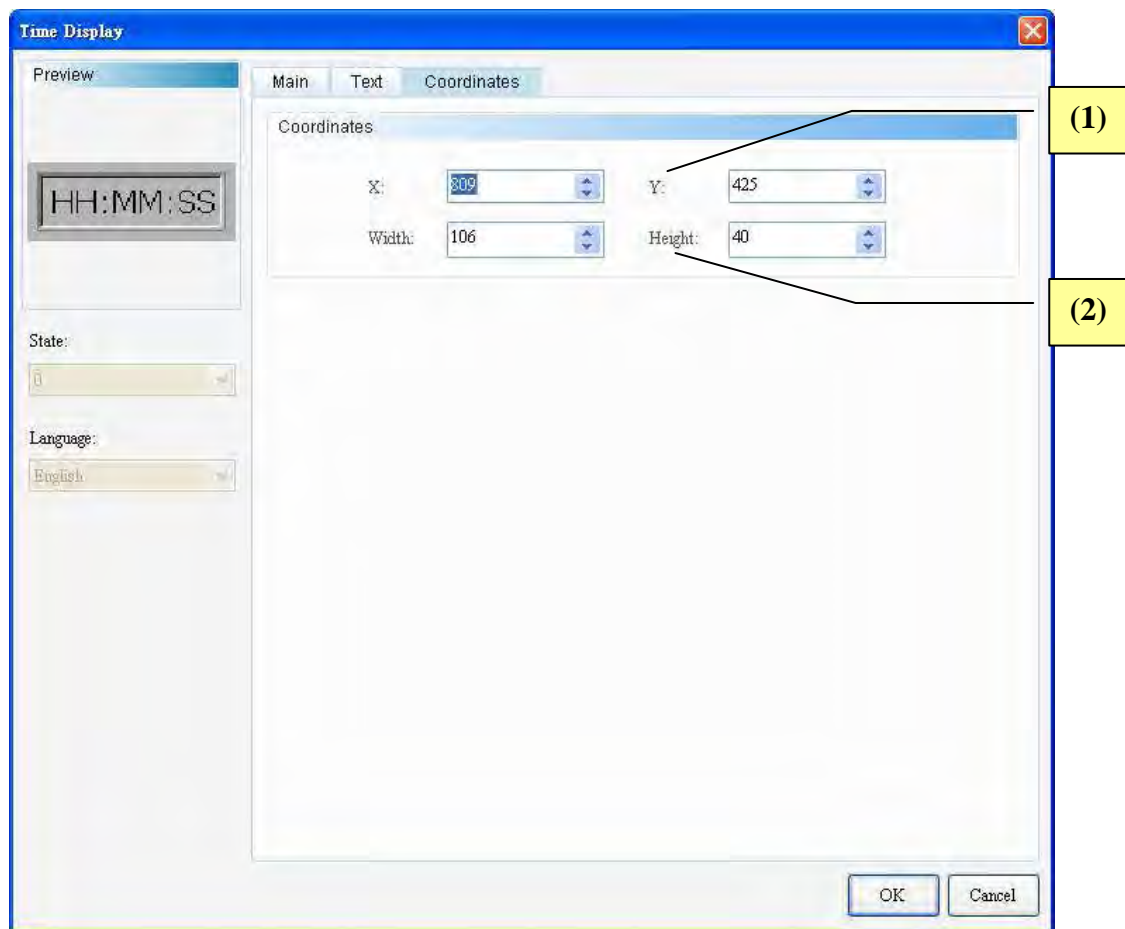 Time Display
Preview
Main Text Coordinates
(1)
Coordinates
X: 809 Y: 425
HH:MM:SS
Width: 106 Height: 40
(2)
State:
0
Language:
English
OK Cancel